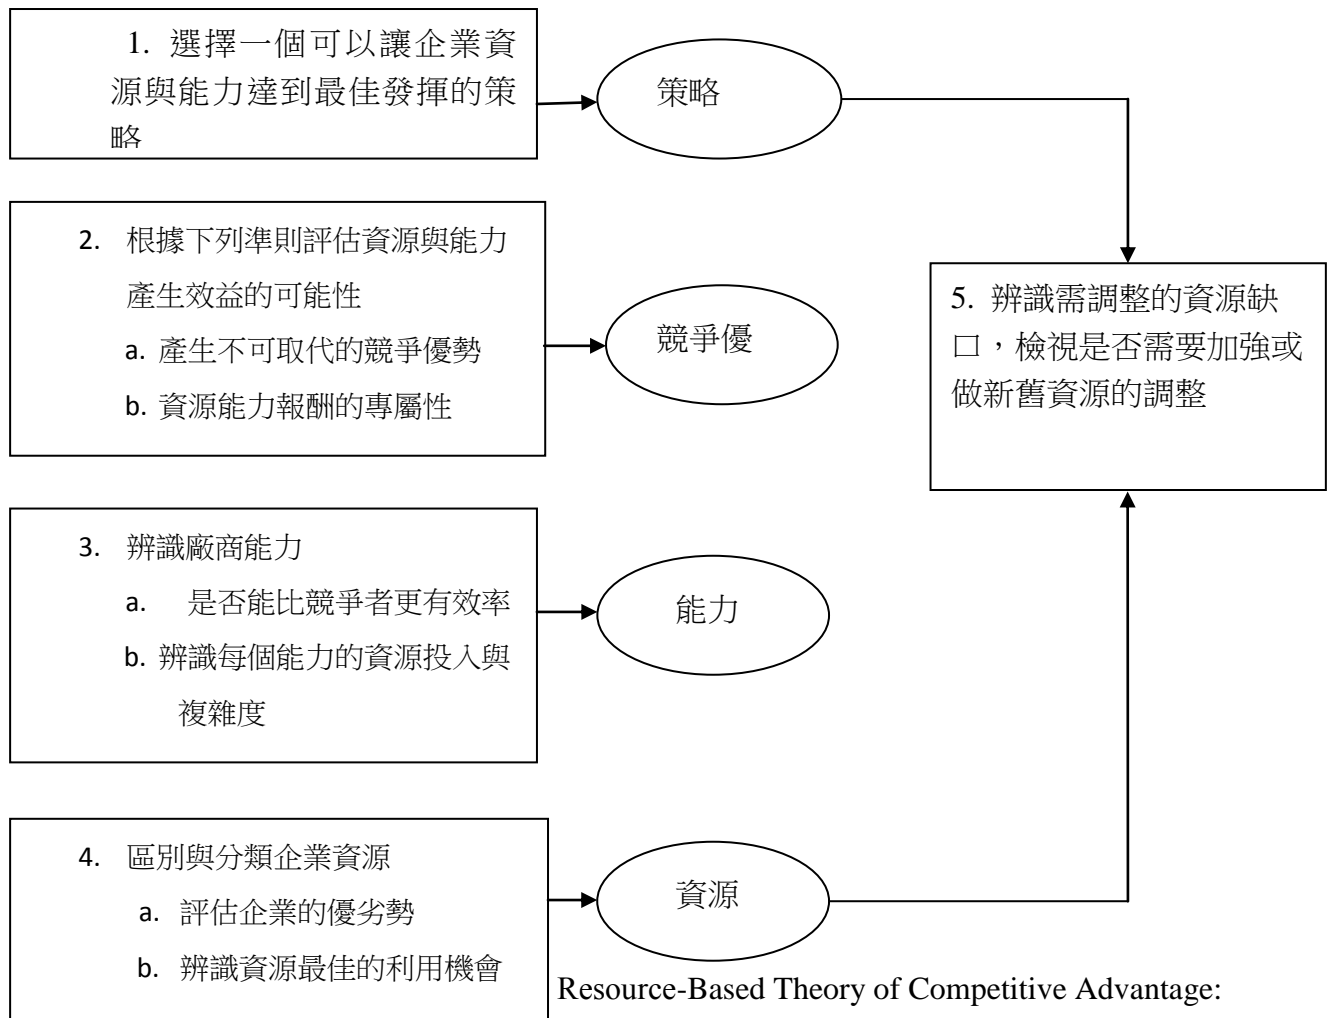 1. 選擇一個可以讓企業資
源與能力達到最佳發揮的策
略
策略
2. 根據下列準則評估資源與能力
產生效益的可能性
a. 產生不可取代的競爭優勢
b. 資源能力報酬的專屬性
競爭優
5. 辨識需調整的資源缺
口，檢視是否需要加強或
做新舊資源的調整
3. 辨識廠商能力
a. 是否能比競爭者更有效率
b. 辨識每個能力的資源投入與
複雜度
能力
4. 區別與分類企業資源
a. 評估企業的優劣勢
b. 辨識資源最佳的利用機會
資源
Resource-Based Theory of Competitive Advantage: